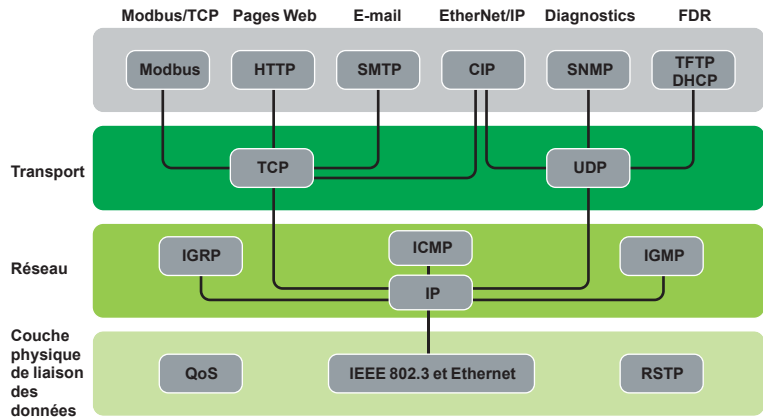 Modbus/TCP Pages Web E-mail EtherNet/IP Diagnostics FDR
Modbus HTTP SMTP CIP SNMP TFTP
DHCP
Transport
TCP UDP
Réseau
IGRP ICMP IGMP
IP
Couche
physique
de liaison
des
données
QoS IEEE 802.3 et Ethernet RSTP